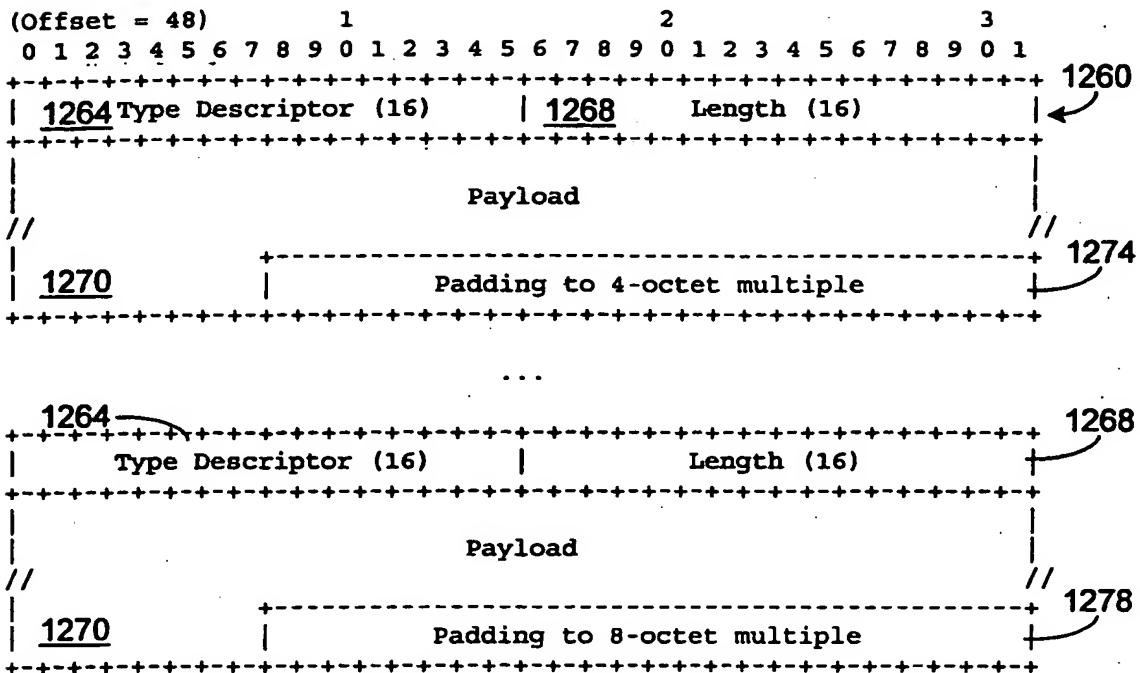 (Offset = 48) 1 2 3
0 1 2 3 4 5 6 7 8 9 0 1 2 3 4 5 6 7 8 9 0 1 2 3 4 5 6 7 8 9 0 1
+-+-+-+-+-+-+-+-+-+-+-+-+-+-+-+-+-+-+-+-+-+-+-+-+-+-+-+-+-+-+-+-+ 1260
| 1264 Type Descriptor (16) | 1268 Length (16) |
+-+-+-+-+-+-+-+-+-+-+-+-+-+-+-+-+-+-+-+-+-+-+-+-+-+-+-+-+-+-+-+-+
| |
| Payload |
// //
| +-----------------------------------------------+ 1274
| 1270 | Padding to 4-octet multiple |
+-+-+-+-+-+-+-+-+-+-+-+-+-+-+-+-+-+-+-+-+-+-+-+-+-+-+-+-+-+-+-+-+
...
1264
+-+-+-+-+-+-+-+-+-+-+-+-+-+-+-+-+-+-+-+-+-+-+-+-+-+-+-+-+-+-+-+-+ 1268
| Type Descriptor (16) | Length (16) |
+-+-+-+-+-+-+-+-+-+-+-+-+-+-+-+-+-+-+-+-+-+-+-+-+-+-+-+-+-+-+-+-+
| |
| Payload |
// //
| +-----------------------------------------------+ 1278
| 1270 | Padding to 8-octet multiple |
+-+-+-+-+-+-+-+-+-+-+-+-+-+-+-+-+-+-+-+-+-+-+-+-+-+-+-+-+-+-+-+-+